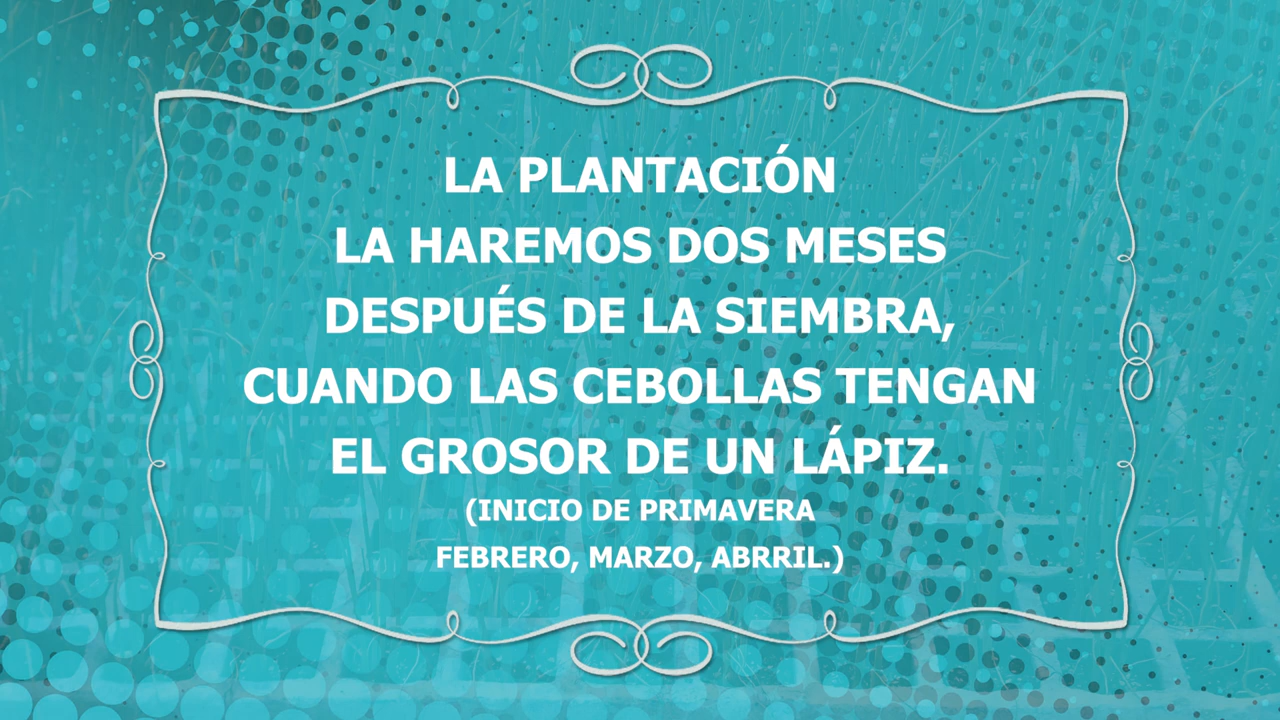 LA PLANTACIÓN
LA HAREMOS DOS MESES
DESPUÉS DE LA SIEMBRA,
CUANDO LAS CEBOLLAS TENGAN
EL GROSOR DE UN LÁPIZ.
(INICIO DE PRIMAVERA
FEBRERO, MARZO, ABRRIL.)